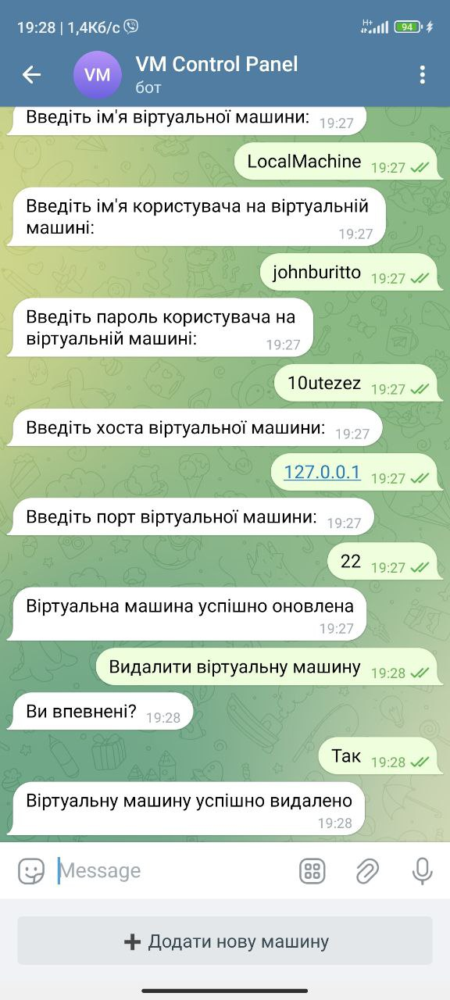 19:28 | 1,4Кб/с
H+
94
VM
VM Control Panel
бот
Введіть ім'я віртуальної машини: 19:27
LocalMachine 19:27
Введіть ім'я користувача на віртуальній
машині: 19:27
johnburitto 19:27
Введіть пароль користувача на
віртуальній машині: 19:27
10utezez 19:27
Введіть хоста віртуальної машини: 19:27
127.0.0.1 19:27
Введіть порт віртуальної машини: 19:27
22 19:27
Віртуальна машина успішно оновлена
19:27
Видалити віртуальну машину 19:28
Ви впевнені? 19:28
Так 19:28
Віртуальну машину успішно видалено
19:28
Message
➕ Додати нову машину